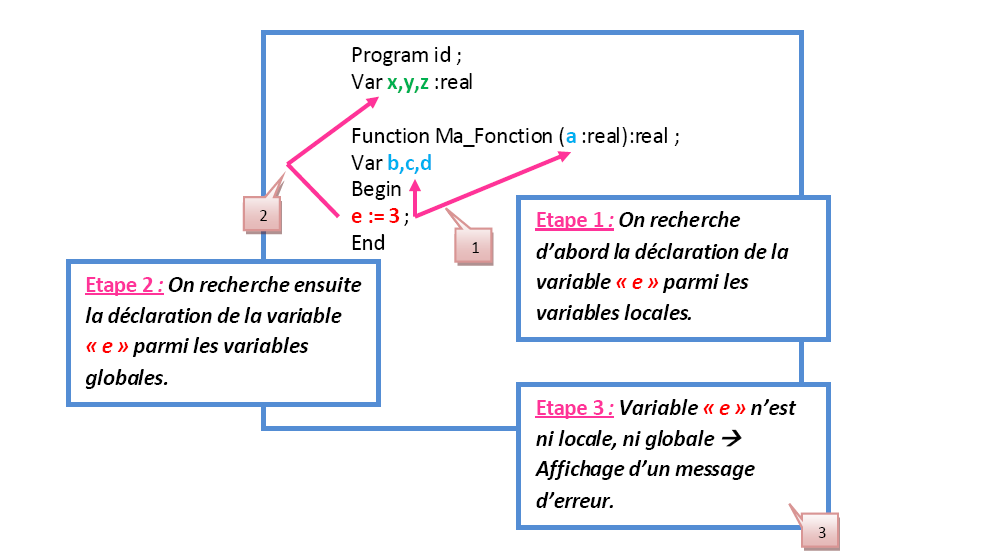 Program id ;
Var x,y,z :real
Function Ma_Fonction (a :real):real ;
Var b,c,d
Begin
e := 3 ;
End
2
1
Etape 1 : On recherche
d’abord la déclaration de la
variable « e » parmi les
variables locales.
Etape 2 : On recherche ensuite
la déclaration de la variable
« e » parmi les variables
globales.
Etape 3 : Variable « e » n’est
ni locale, ni globale →
Affichage d’un message
d’erreur.
3